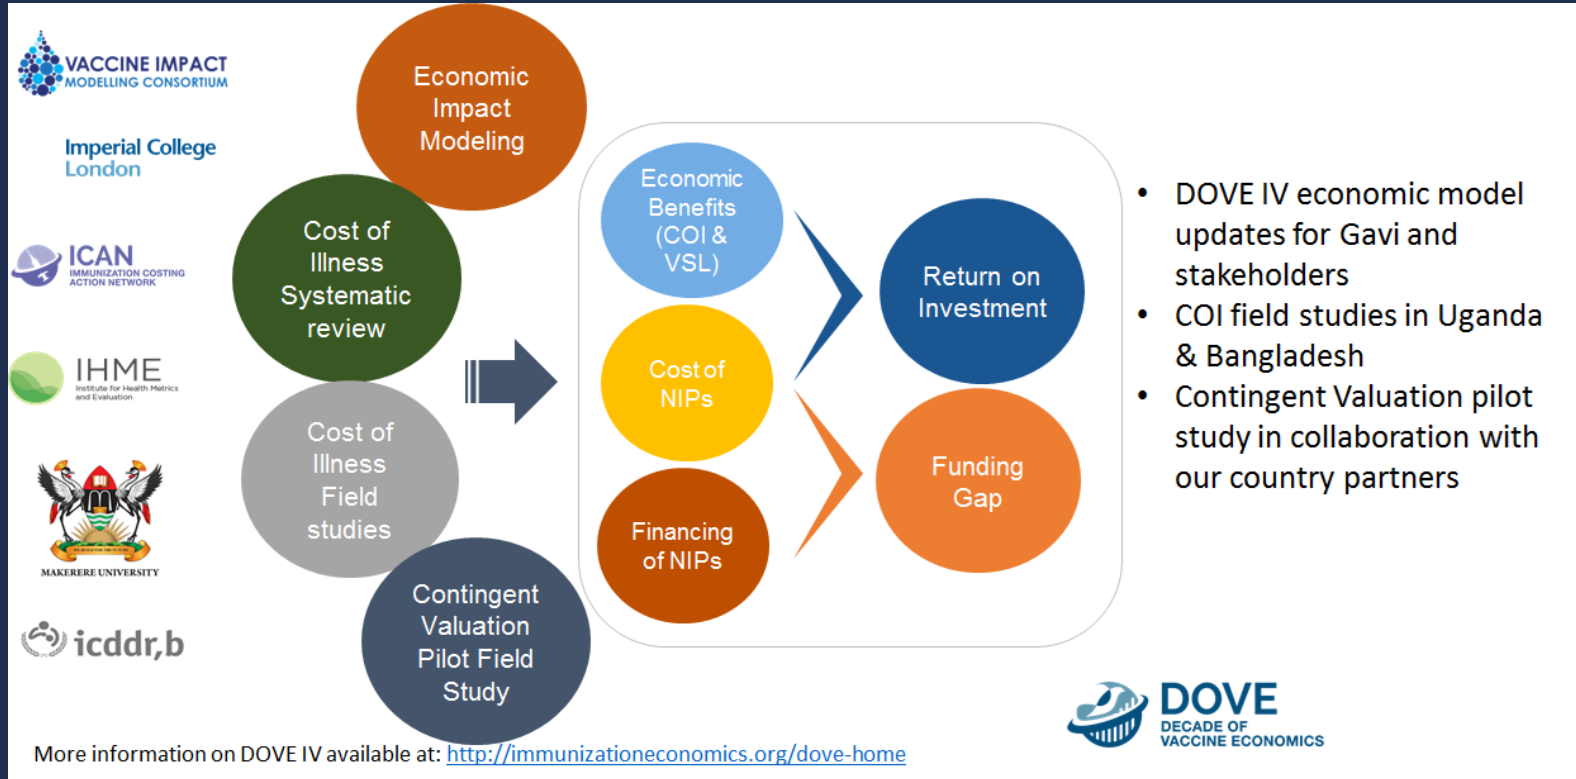 VACCINE IMPACT
MODELLING CONSORTIUM
Imperial College
London
ICAN
IMMUNIZATION COSTING
ACTION NETWORK
IHME
Institute for Health Metrics
and Evaluation
MAKERERE UNIVERSITY
icddr,b
Economic
Impact
Modeling
Cost of
Illness
Systematic
review
Cost of
Illness
Field
studies
Contingent
Valuation
Pilot Field
Study
Economic
Benefits
(COI &
VSL)
Cost of
NIPs
Financing
of NIPs
Return on
Investment
Funding
Gap
• DOVE IV economic model
updates for Gavi and
stakeholders
• COI field studies in Uganda
& Bangladesh
• Contingent Valuation pilot
study in collaboration with
our country partners
DOVE
DECADE OF
VACCINE ECONOMICS
More information on DOVE IV available at: http://immunizationeconomics.org/dove-home